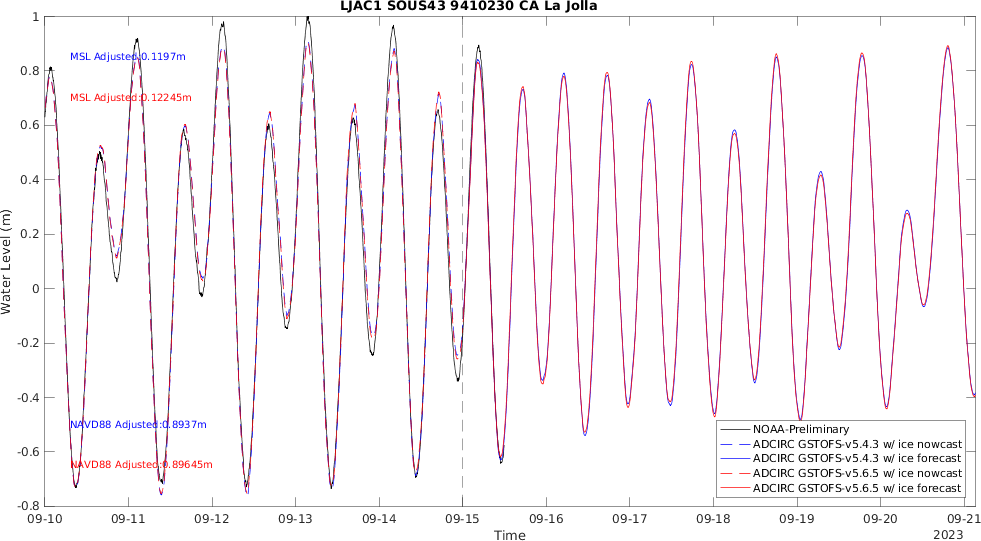 LJAC1 SOUS43 9410230 CA La Jolla
1
0.8
0.6
0.4
0.2
0
-0.2
-0.4
-0.6
-0.8
Water Level (m)
MSL Adjusted:0.1197m
MSL Adjusted:0.12245m
NAVD88 Adjusted:0.8937m
NAVD88 Adjusted:0.89645m
NOAA-Preliminary
ADCIRC GSTOFS-v5.4.3 w/ ice nowcast
ADCIRC GSTOFS-v5.4.3 w/ ice forecast
ADCIRC GSTOFS-v5.6.5 w/ ice nowcast
ADCIRC GSTOFS-v5.6.5 w/ ice forecast
09-10 09-11 09-12 09-13 09-14 09-15 09-16 09-17 09-18 09-19 09-20 09-21
Time
2023